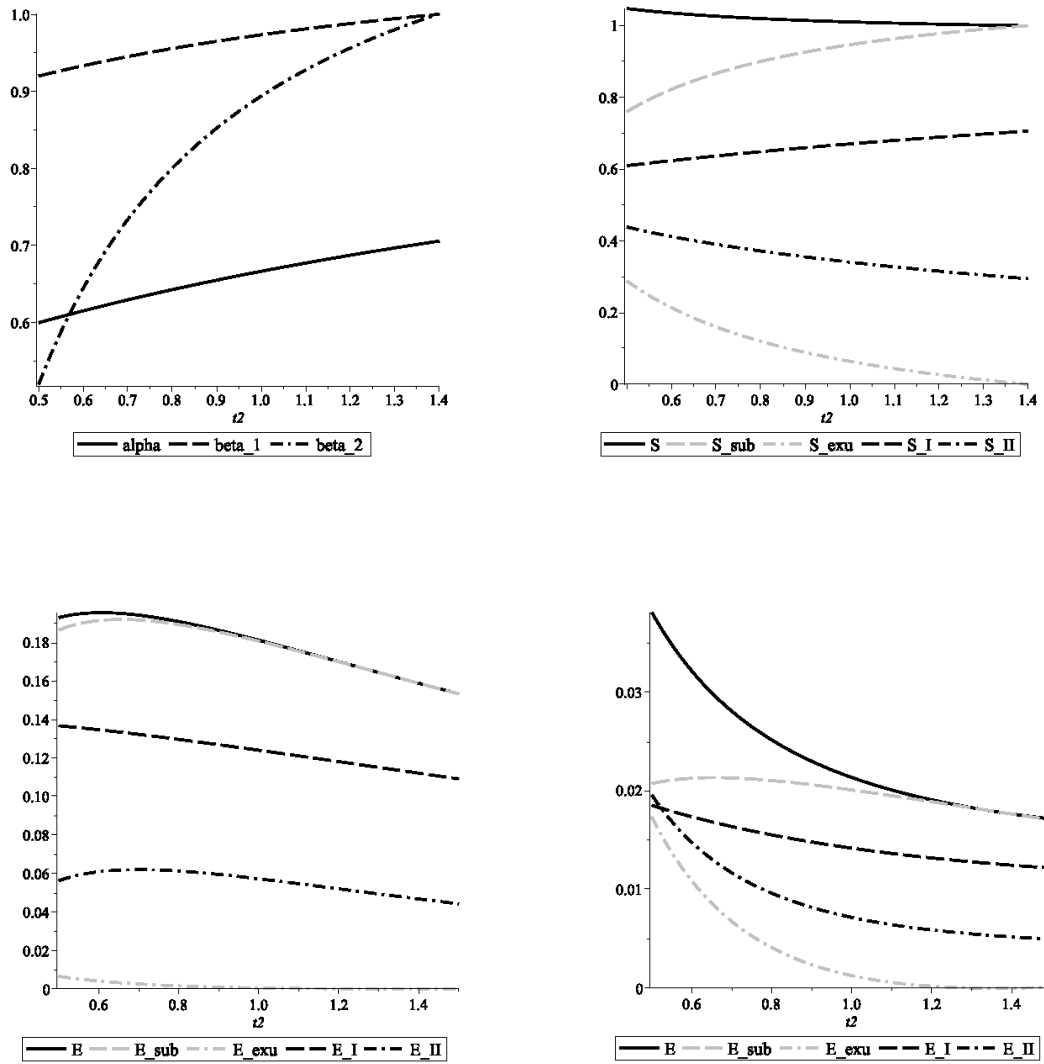 1.0
0.9
0.8
0.7
0.6
0.5 0.6 0.7 0.8 0.9 1.0 1.1 1.2 1.3 1.4
t2
alpha beta_1 beta_2
1
0.8
0.6
0.4
0.2
0
0.6 0.7 0.8 0.9 1.0 1.1 1.2 1.3 1.4
t2
S S_sub S_exu S_I S_II
0.18
0.16
0.14
0.12
0.10
0.08
0.06
0.04
0.02
0
0.6 0.8 1.0 1.2 1.4
t2
E E_sub E_exu E_I E_II
0.03
0.02
0.01
0
0.6 0.8 1.0 1.2 1.4
t2
E E_sub E_exu E_I E_II